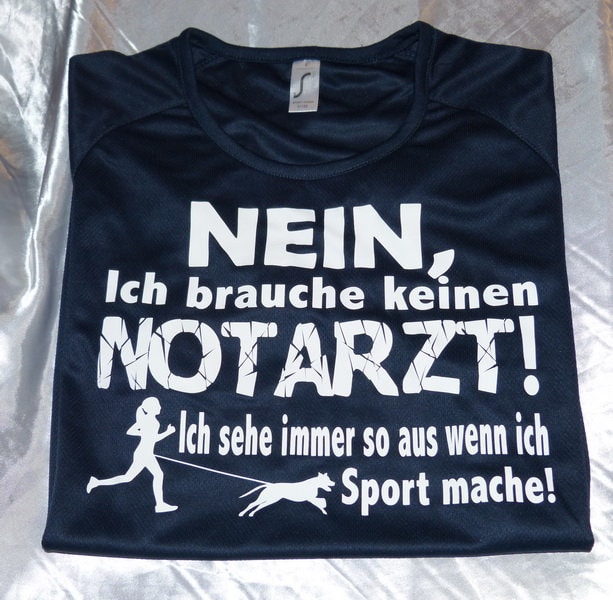 NEIN,
Ich brauche keinen
NOTARZT!
Ich sehe immer so aus wenn ich
Sport mache!